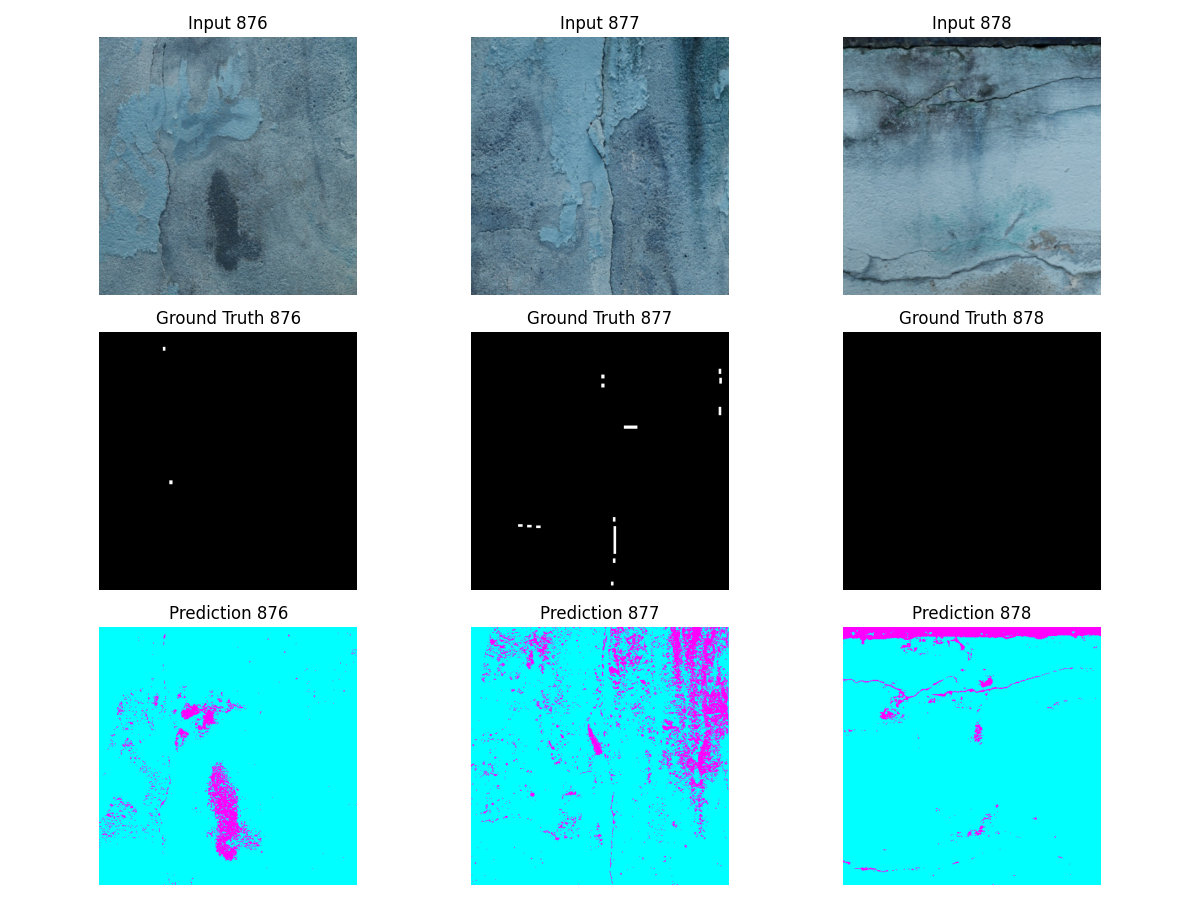 Input 876
Input 877
Input 878
Ground Truth 876
Ground Truth 877
Ground Truth 878
Prediction 876
Prediction 877
Prediction 878